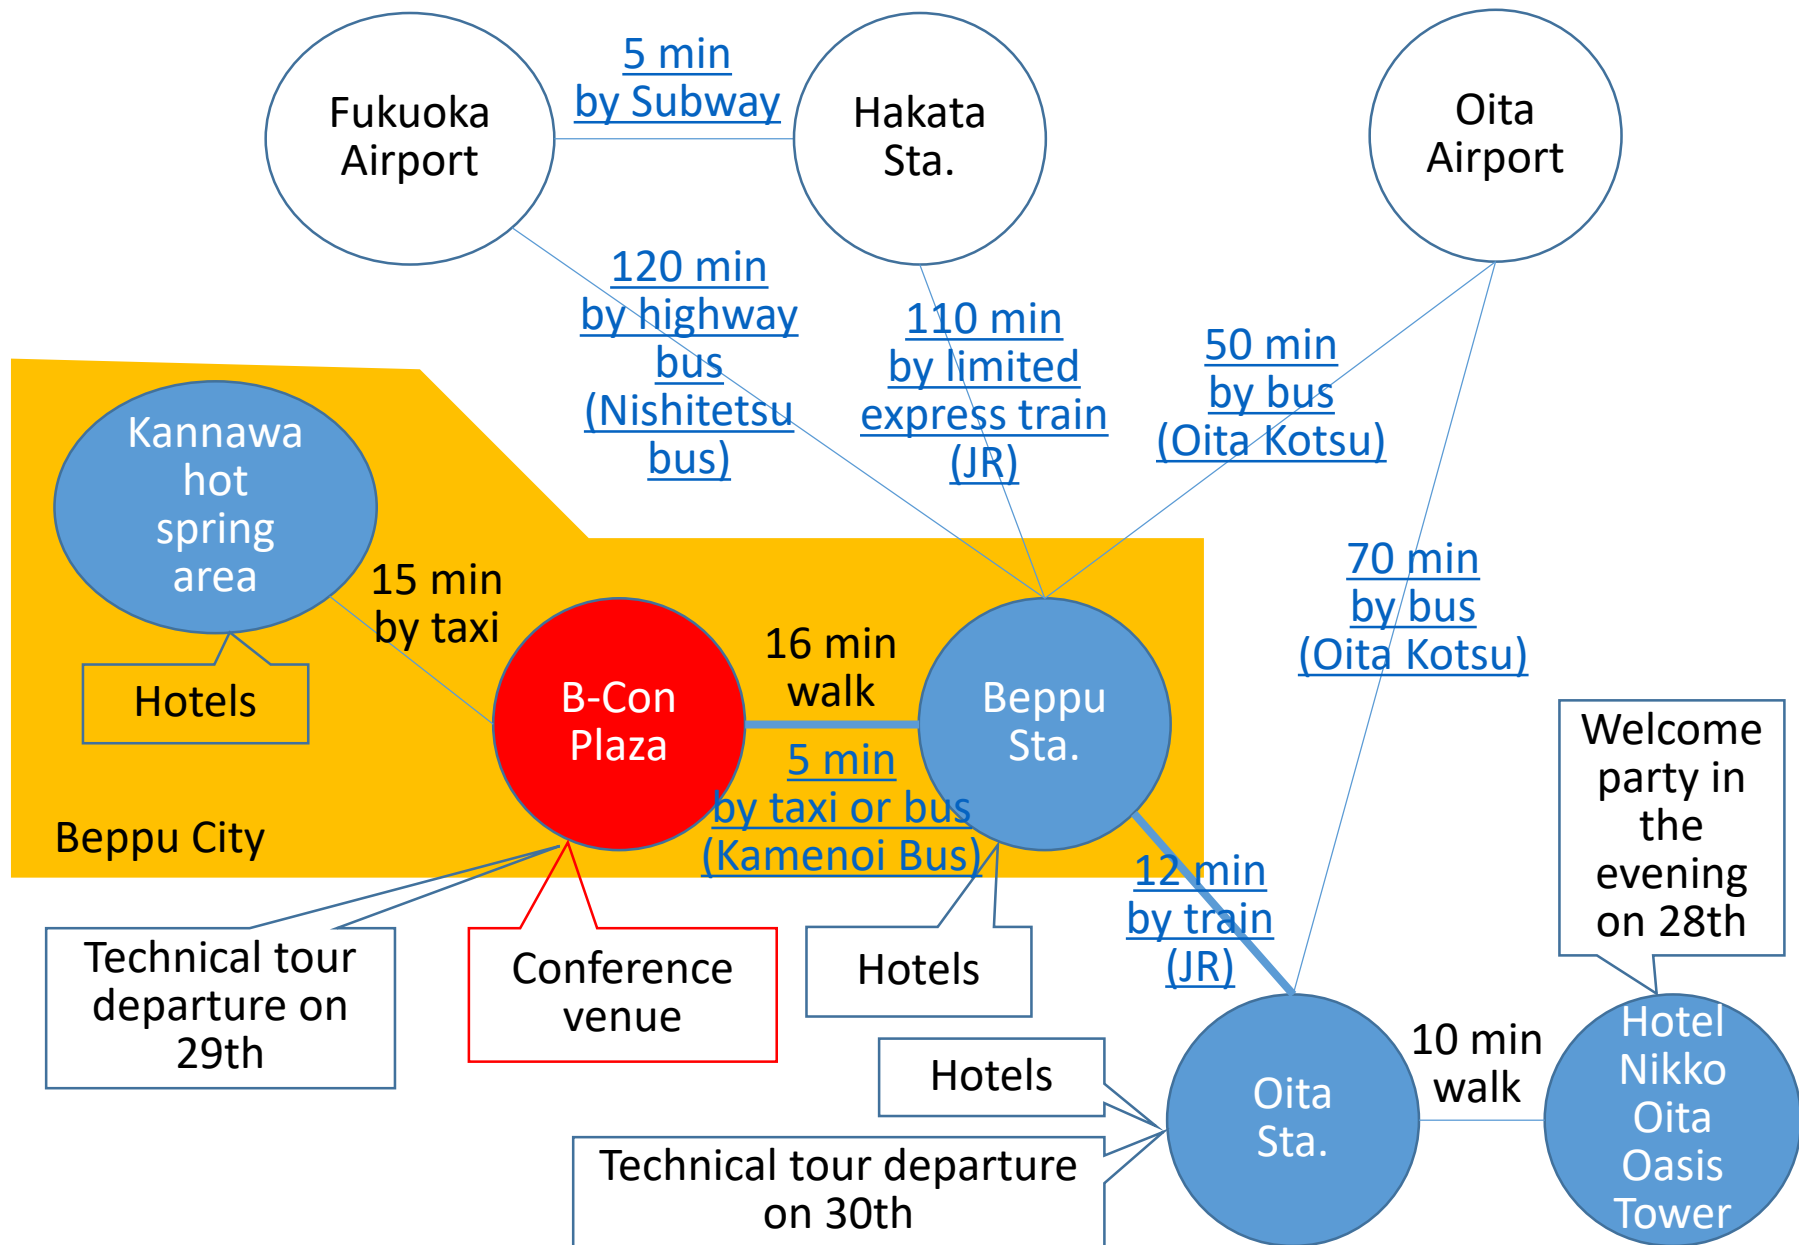 5 min
by Subway
Fukuoka
Airport
Hakata
Sta.
Oita
Airport
120 min
by highway
bus
(Nishitetsu
bus)
110 min
by limited
express train
(JR)
50 min
by bus
(Oita Kotsu)
Kannawa
hot
spring
area
15 min
by taxi
70 min
by bus
(Oita Kotsu)
Hotels
B-Con
Plaza
16 min
walk
5 min
by taxi or bus
(Kamenoi Bus)
Beppu
Sta.
Welcome
party in
the
evening
on 28th
Beppu City
12 min
by train
(JR)
Technical tour
departure on
29th
Conference
venue
Hotels
Hotels
Technical tour departure
on 30th
Oita
Sta.
10 min
walk
Hotel
Nikko
Oita
Oasis
Tower